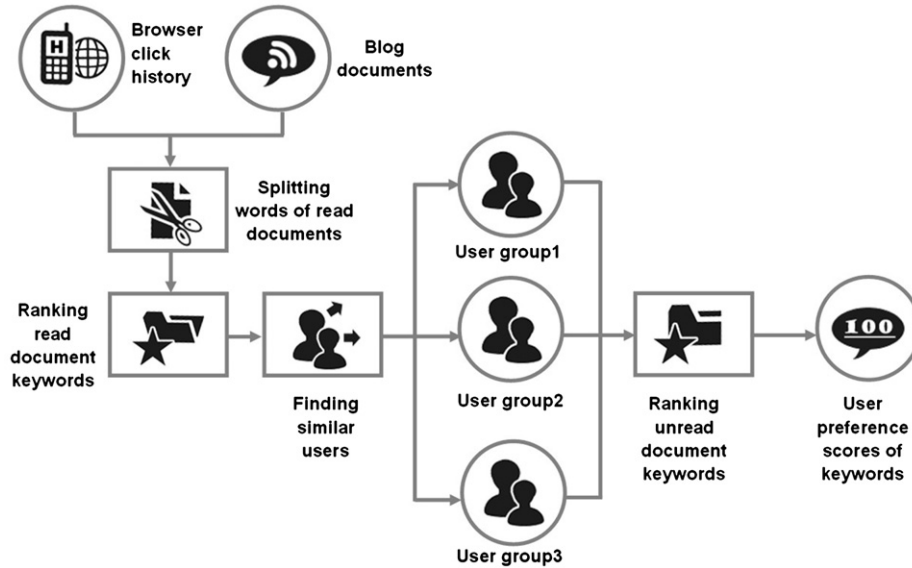 Browser
click
history
Blog
documents
H
Splitting
words of read
documents
Ranking
read
document
keywords
Finding
similar
users
User group1
User group2
User group3
Ranking
unread
document
keywords
100
User
preference
scores of
keywords